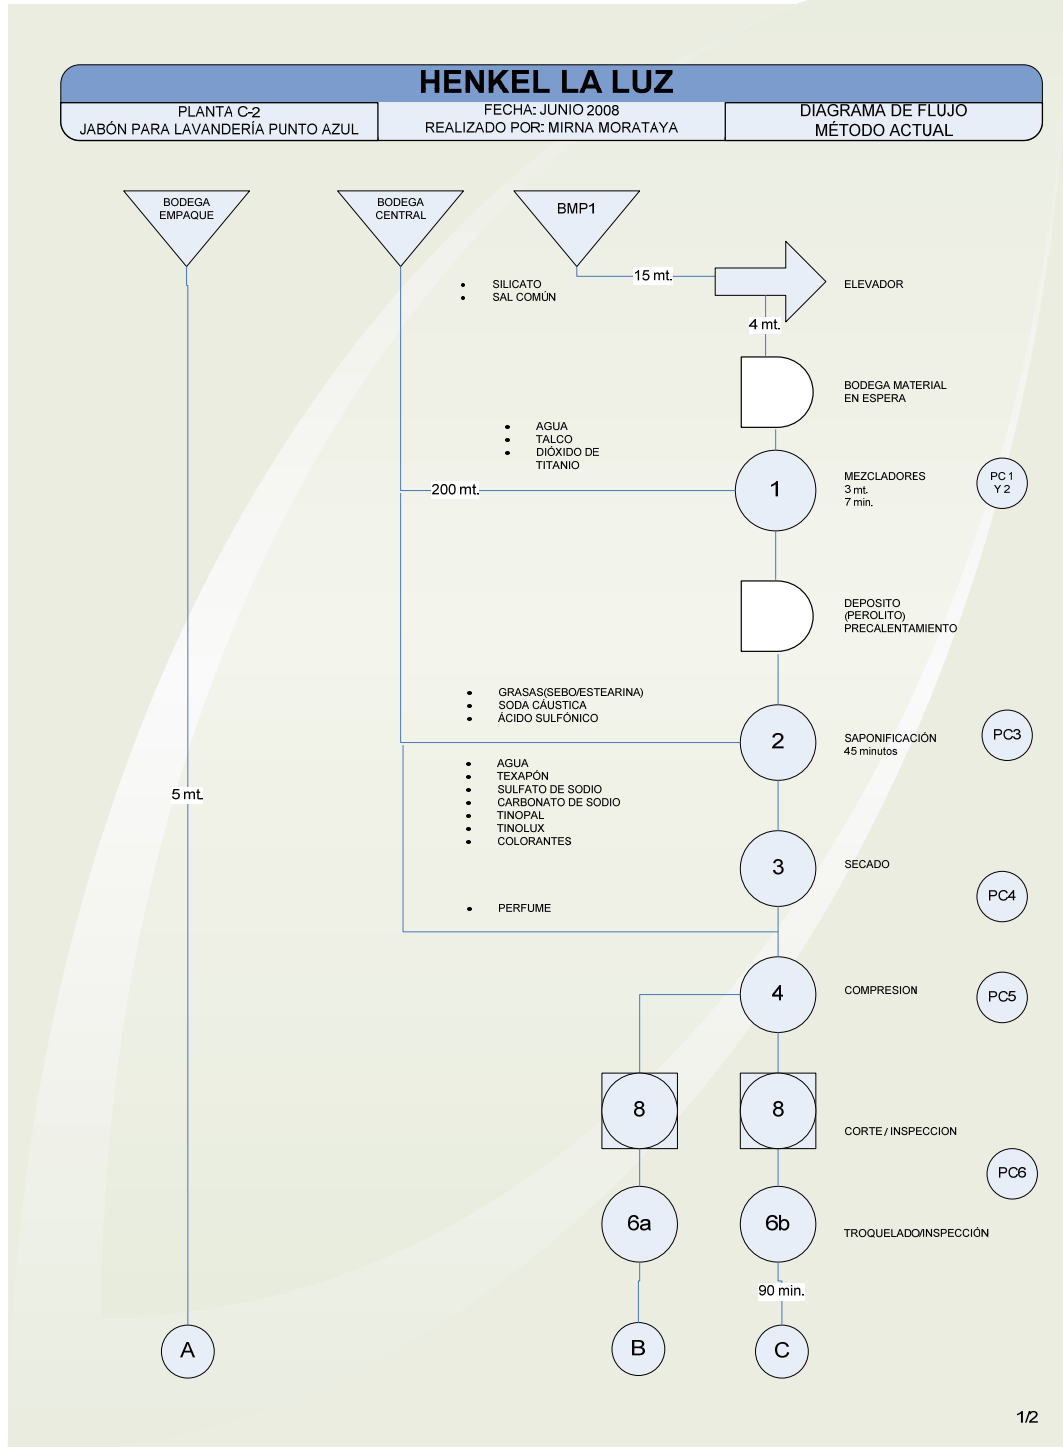 HENKEL LA LUZ
PLANTA C-2
JABÓN PARA LAVANDERÍA PUNTO AZUL
FECHA: JUNIO 2008
REALIZADO POR: MIRNA MORATAYA
DIAGRAMA DE FLUJO
MÉTODO ACTUAL
BODEGA
EMPAQUE
BODEGA
CENTRAL
BMP1
15 mt.
• SILICATO
• SAL COMÚN
ELEVADOR
4 mt.
BODEGA MATERIAL
EN ESPERA
• AGUA
• TALCO
• DIÓXIDO DE
TITANIO
200 mt.
1
MEZCLADORES
3 mt.
7 min.
PC 1
Y 2
DEPOSITO
(PEROLITO)
PRECALENTAMIENTO
• GRASAS(SEBO/ESTEARINA)
• SODA CÁUSTICA
• ÁCIDO SULFÓNICO
2
SAPONIFICACIÓN
45 minutos
PC3
• AGUA
• TEXAPÓN
• SULFATO DE SODIO
• CARBONATO DE SODIO
• TINOPAL
• TINOLUX
• COLORANTES
5 mt.
3
SECADO
PC4
• PERFUME
4
COMPRESION
PC5
8
8
CORTE / INSPECCION
PC6
6a
6b
TROQUELADO/INSPECCIÓN
90 min.
A
B
C
1/2